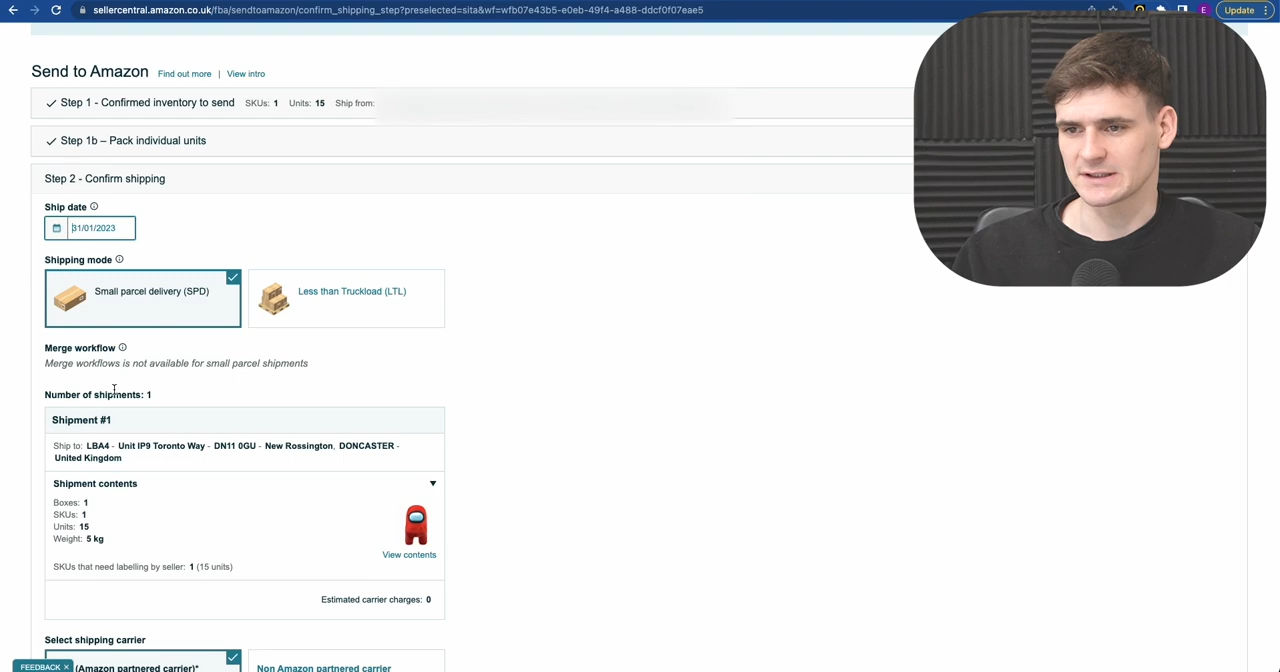 sellercentral.amazon.co.uk/fba/sendtoamazon/confirm_shipping_step?preselected=sita&wf=wfb07e43b5-e0eb-49f4-a488-ddcf0f07eae5
E
Update
Send to Amazon Find out more | View intro
Step 1 - Confirmed inventory to send SKUs: 1 Units: 15 Ship from:
Step 1b – Pack individual units
Step 2 - Confirm shipping
Ship date
31/01/2023
Shipping mode
Small parcel delivery (SPD)
Less than Truckload (LTL)
Merge workflow
Merge workflows is not available for small parcel shipments
Number of shipments: 1
Shipment #1
Ship to: LBA4 - Unit IP9 Toronto Way - DN11 0GU - New Rossington, DONCASTER -
United Kingdom
Shipment contents
Boxes: 1
SKUs: 1
Units: 15
Weight: 5 kg
View contents
SKUs that need labelling by seller: 1 (15 units)
Estimated carrier charges: 0
Select shipping carrier
(Amazon partnered carrier)*
Non Amazon partnered carrier
FEEDBACK